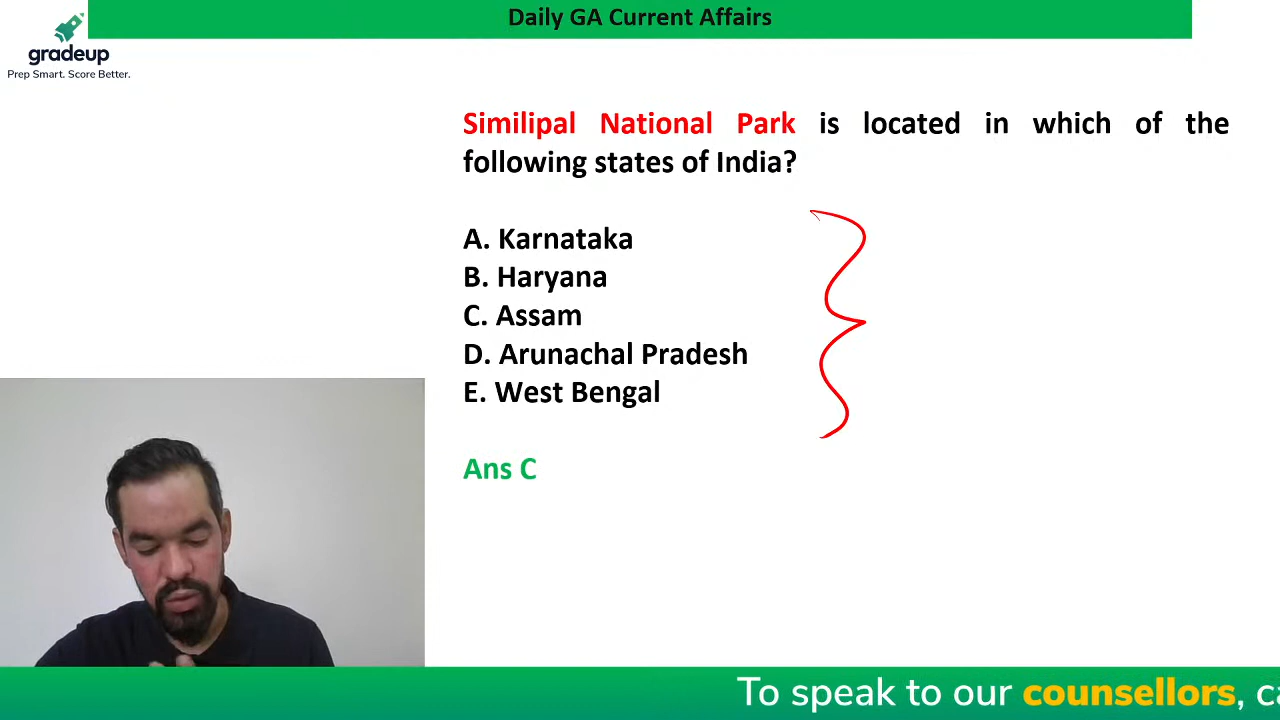 Daily GA Current Affairs
gradeup
Prep Smart. Score Better.
Similipal National Park is located in which of the
following states of India?
A. Karnataka
B. Haryana
C. Assam
D. Arunachal Pradesh
E. West Bengal
Ans C
To speak to our counsellors, ca